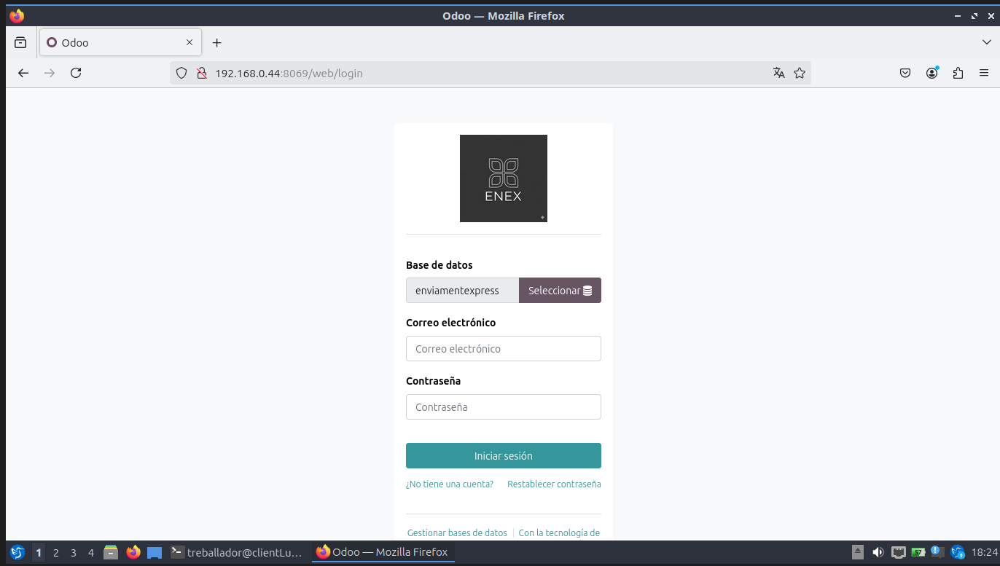 Odoo — Mozilla Firefox
Odoo
192.168.0.44:8069/web/login
ENEX
Base de datos
enviamentexpress Seleccionar
Correo electrónico
Correo electrónico
Contraseña
Contraseña
Iniciar sesión
¿No tiene una cuenta? Restablecer contraseña
Gestionar bases de datos Con la tecnología de
1 2 3 4 treballador@clientLu... Odoo — Mozilla Firefox 57 18:24